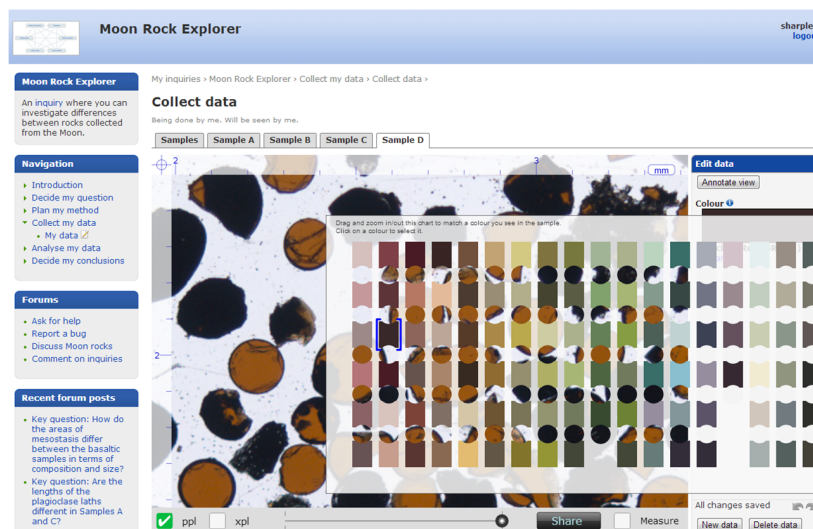 Moon Rock Explorer
sharple
logou
Moon Rock Explorer
An inquiry where you can
investigate differences
between rocks collected
from the Moon.
Navigation
Introduction
Decide my question
Plan my method
Collect my data
My data
Analyse my data
Decide my conclusions
Forums
Ask for help
Report a bug
Discuss Moon rocks
Comment on inquiries
Recent forum posts
Key question: How do
the areas of
mestostasis differ
between the basaltic
samples in terms of
composition and size?
Key question: Are the
lengths of the
plagioclase laths
different in Samples A
and C?
My inquiries › Moon Rock Explorer › Collect my data › Collect data ›
Collect data
Being done by me. Will be seen by me.
Samples Sample A Sample B Sample C Sample D
2 3 mm
2
Drag and zoom in/out this chart to match a colour you see in the sample.
Click on a colour to select it.
ppl xpl Share Measure
Edit data
Annotate view
Colour
All changes saved
New data Delete data